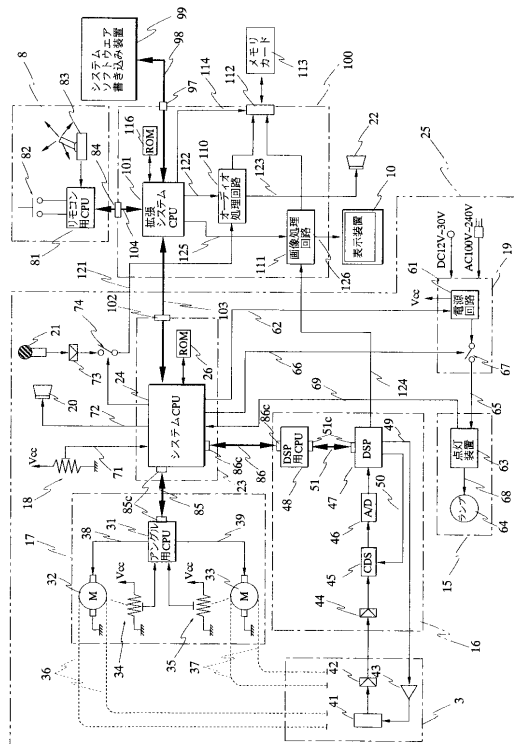 システム
ソフトウェア
書き込み装置
99
98
8
83
82
84
81
リモコン
用CPU
97
112
メモリ
カード
113
114
100
116
ROM
101
拡張
システム
CPU
122
110
オーディオ
処理回路
123
104
125
111
画像処理
回路
126
22
10
表示装置
25
121
102
103
21
73
74
20
72
24
26
ROM
システムCPU
23
62
66
69
124
DC12V~30V
AC100V~240V
19
61
Vcc
電源
回路
67
65
Vcc
18
71
86c
86c
86
85c
85c
85
17
38
31
アングル
用CPU
39
32
M
Vcc
34
Vcc
35
33
M
36
37
DSP
用CPU
48
51
51c
DSP
47
49
50
A/D
46
CDS
45
44
16
点灯
装置
63
68
ランプ
64
15
42
41
43
3